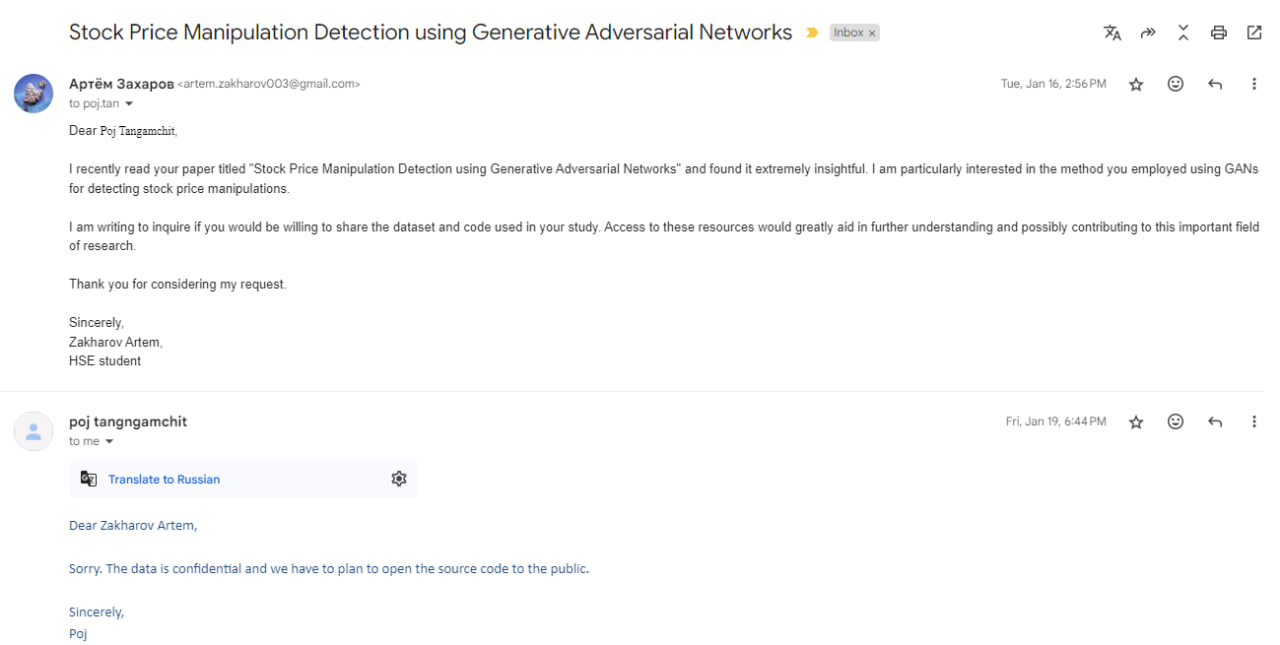 Stock Price Manipulation Detection using Generative Adversarial Networks Inbox ×
Артём Захаров <artem.zakharov003@gmail.com> Tue, Jan 16, 2:56 PM
to poj.tan
Dear Poj Tangamchit,
I recently read your paper titled "Stock Price Manipulation Detection using Generative Adversarial Networks" and found it extremely insightful. I am particularly interested in the method you employed using GANs
for detecting stock price manipulations.
I am writing to inquire if you would be willing to share the dataset and code used in your study. Access to these resources would greatly aid in further understanding and possibly contributing to this important field
of research.
Thank you for considering my request.
Sincerely,
Zakharov Artem,
HSE student
poj tangngamchit Fri, Jan 19, 6:44 PM
to me
Translate to Russian
Dear Zakharov Artem,
Sorry. The data is confidential and we have to plan to open the source code to the public.
Sincerely,
Poj